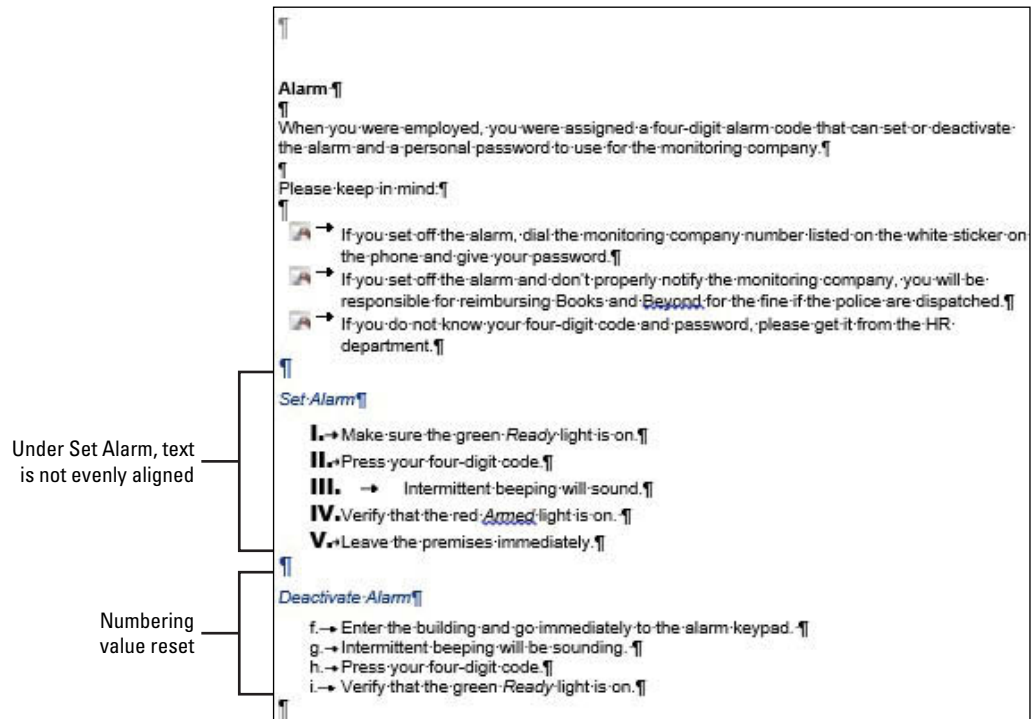 Alarm
When you were employed, you were assigned a four-digit alarm code that can set or deactivate
the alarm and a personal password to use for the monitoring company.
Please keep in mind:
If you set off the alarm, dial the monitoring company number listed on the white sticker on
the phone and give your password.
If you set off the alarm and don't properly notify the monitoring company, you will be
responsible for reimbursing Books and Beyond for the fine if the police are dispatched.
If you do not know your four-digit code and password, please get it from the HR
department.
Under Set Alarm, text
is not evenly aligned
Set Alarm
I. Make sure the green Ready light is on.
II. Press your four-digit code.
III. Intermittent beeping will sound.
IV. Verify that the red Armed light is on.
V. Leave the premises immediately.
Numbering
value reset
Deactivate Alarm
f. Enter the building and go immediately to the alarm keypad.
g. Intermittent beeping will be sounding.
h. Press your four-digit code.
i. Verify that the green Ready light is on.